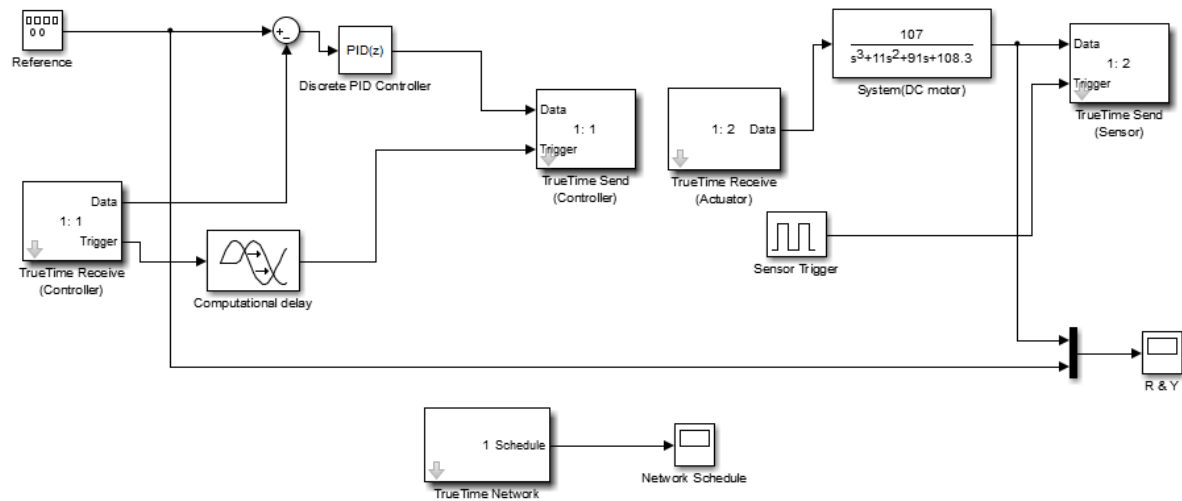 Reference
+
-
PID(z)
Discrete PID Controller
Data
1: 1
Trigger
TrueTime Receive
(Controller)
Computational delay
Data
1: 1
Trigger
TrueTime Send
(Controller)
1: 2
Data
TrueTime Receive
(Actuator)
107
s3+11s2+91s+108.3
System(DC motor)
Data
1: 2
Trigger
TrueTime Send
(Sensor)
Sensor Trigger
R & Y
1 Schedule
TrueTime Network
Network Schedule